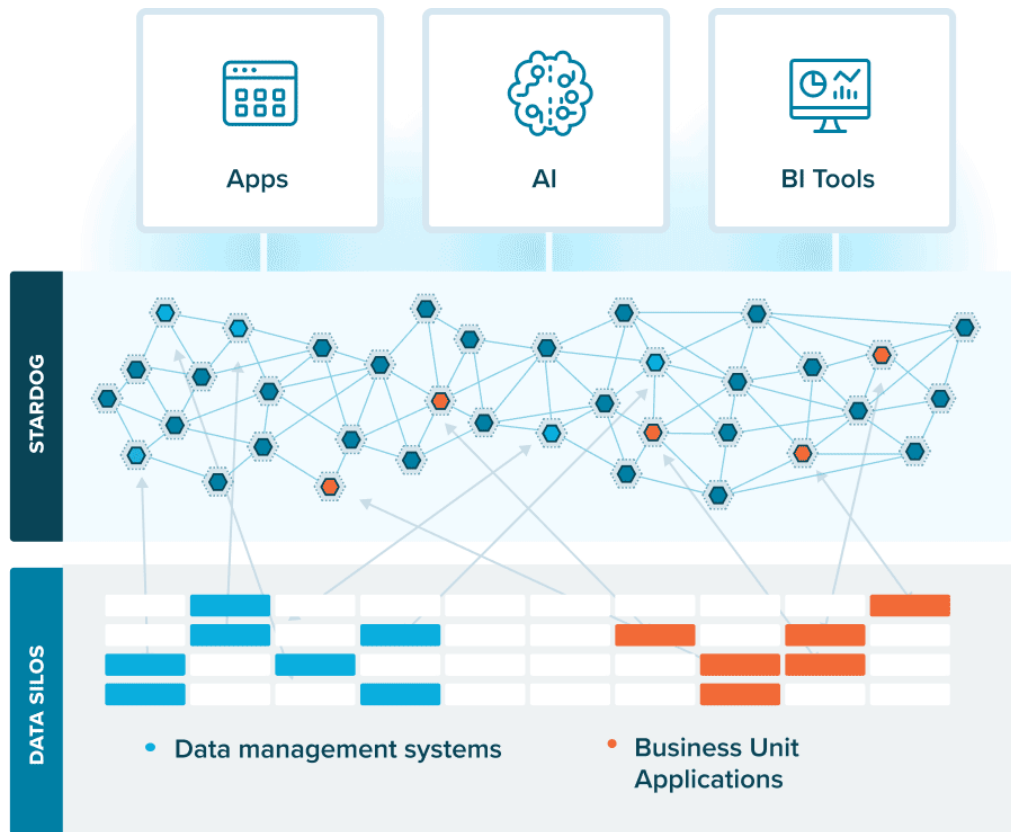 Apps
AI
BI Tools
STARDOG
DATA SILOS
Data management systems
Business Unit
Applications